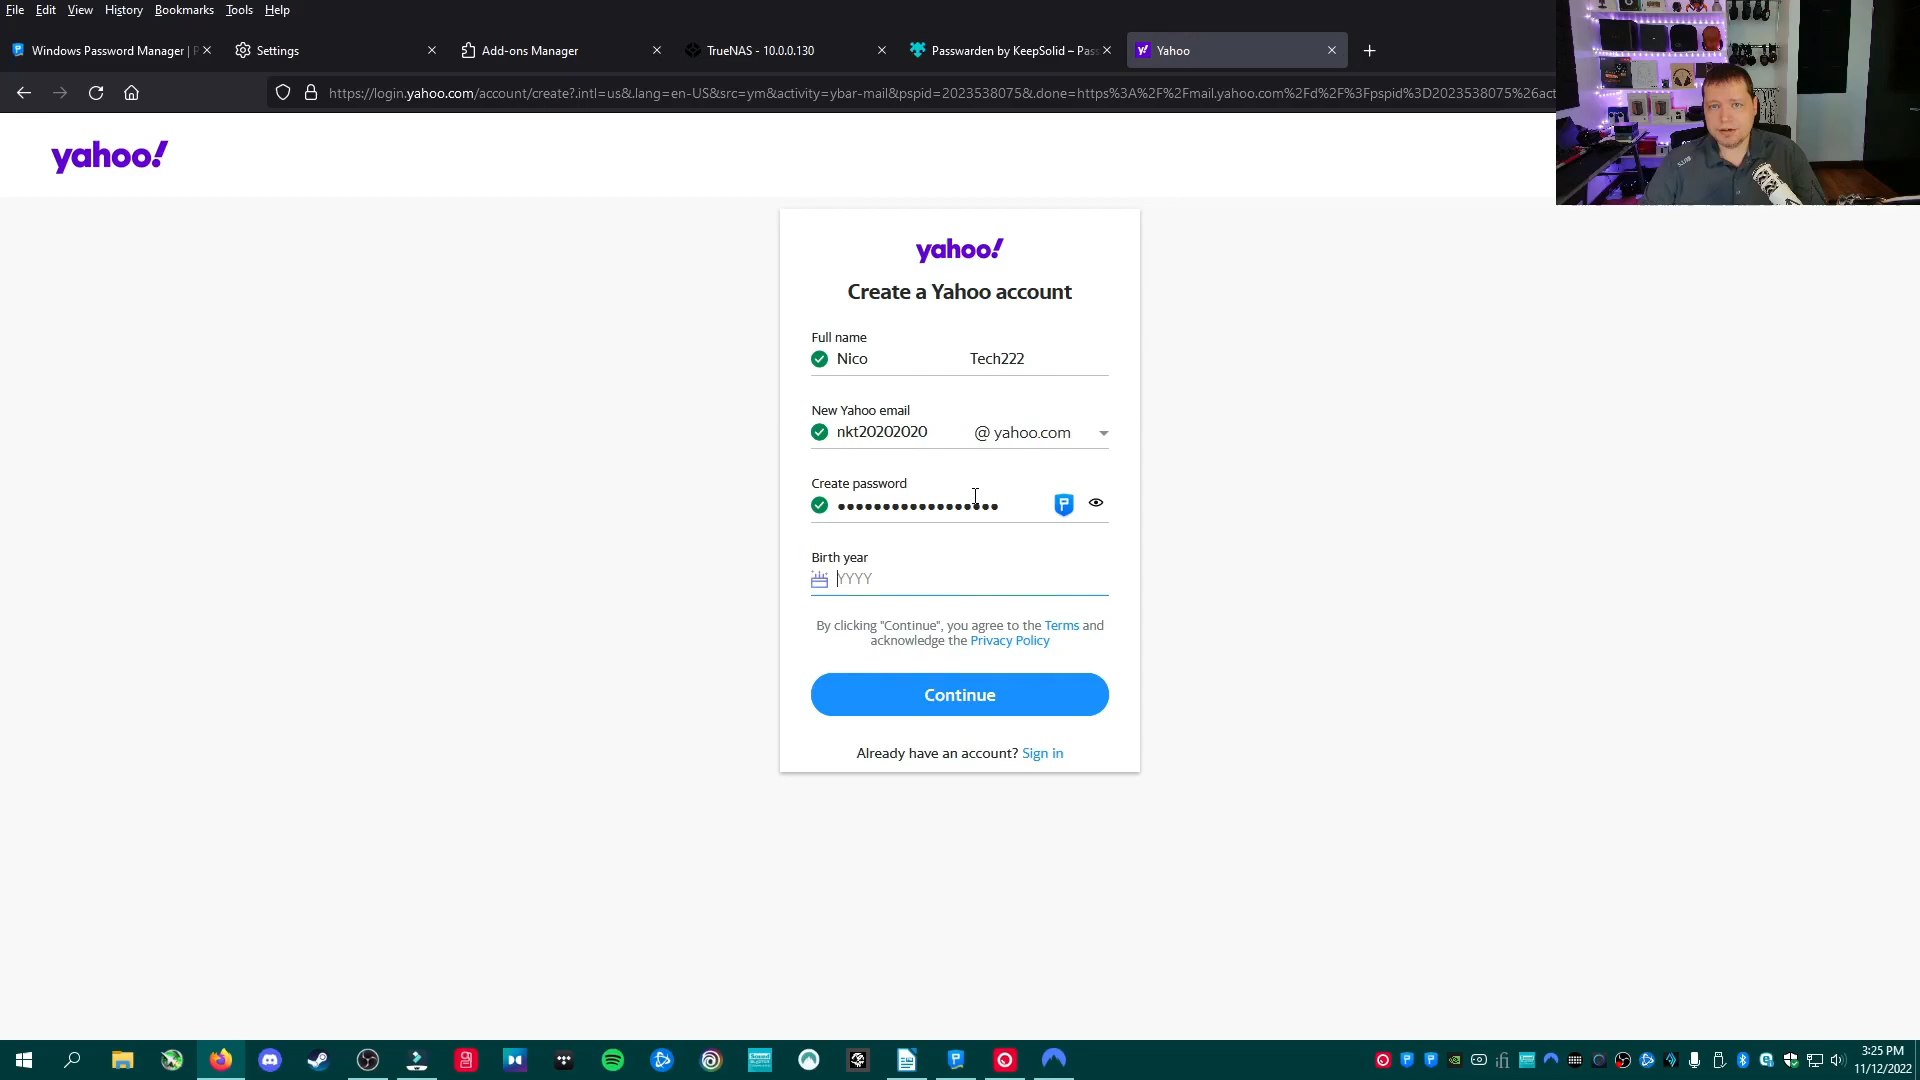 File Edit View History Bookmarks Tools Help
Windows Password Manager | P
Settings
Add-ons Manager
TrueNAS - 10.0.0.130
Passwarden by KeepSolid – Pas
Yahoo
https://login.yahoo.com/account/create?.intl=us&.lang=en-US&src=ym&activity=ybar-mail&pspid=2023538075&.done=https%3A%2F%2Fmail.yahoo.com%2Fd%2F%3Fpspid%3D2023538075%26act
yahoo!
yahoo!
Create a Yahoo account
Full name
Nico Tech222
New Yahoo email
nkt20202020 @ yahoo.com
Create password
Birth year
YYYY
By clicking "Continue", you agree to the Terms and
acknowledge the Privacy Policy
Continue
Already have an account? Sign in
3:25 PM
11/12/2022